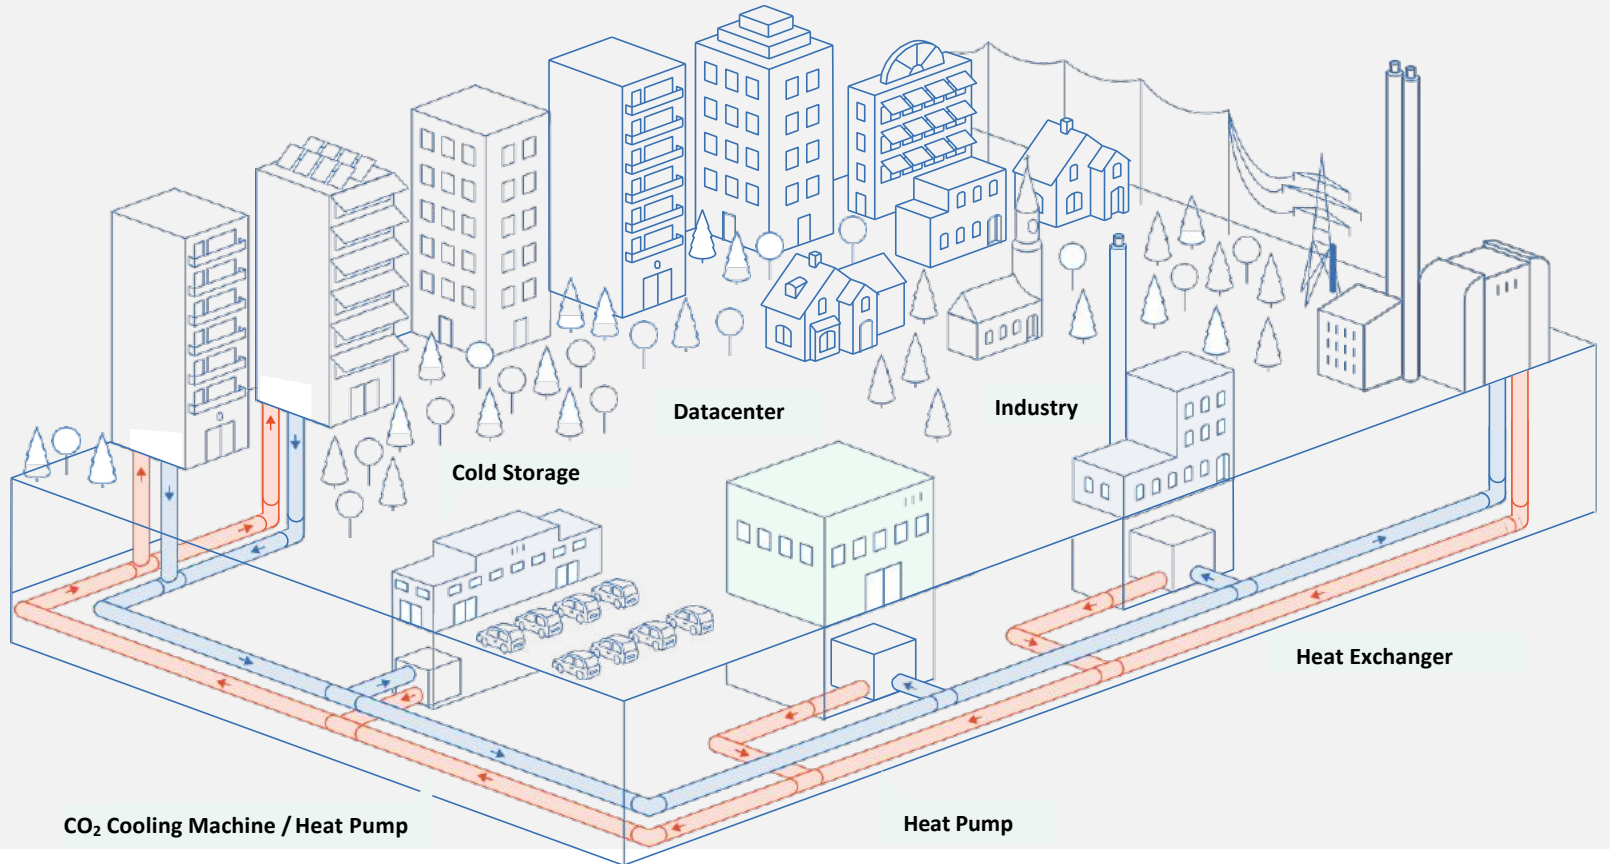 Datacenter
Industry
Cold Storage
Heat Exchanger
CO₂ Cooling Machine / Heat Pump
Heat Pump